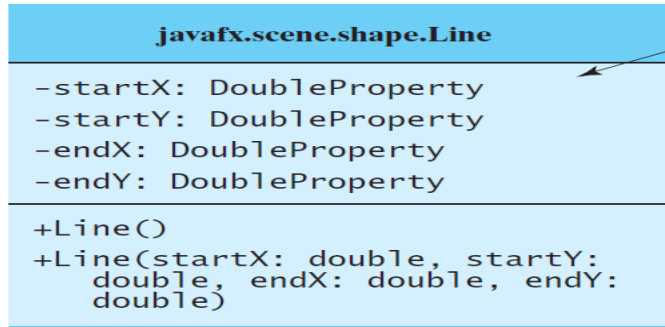 javafx.scene.shape.Line
-startX: DoubleProperty
-startY: DoubleProperty
-endX: DoubleProperty
-endY: DoubleProperty
+Line()
+Line(startX: double, startY:
double, endX: double, endY:
double)